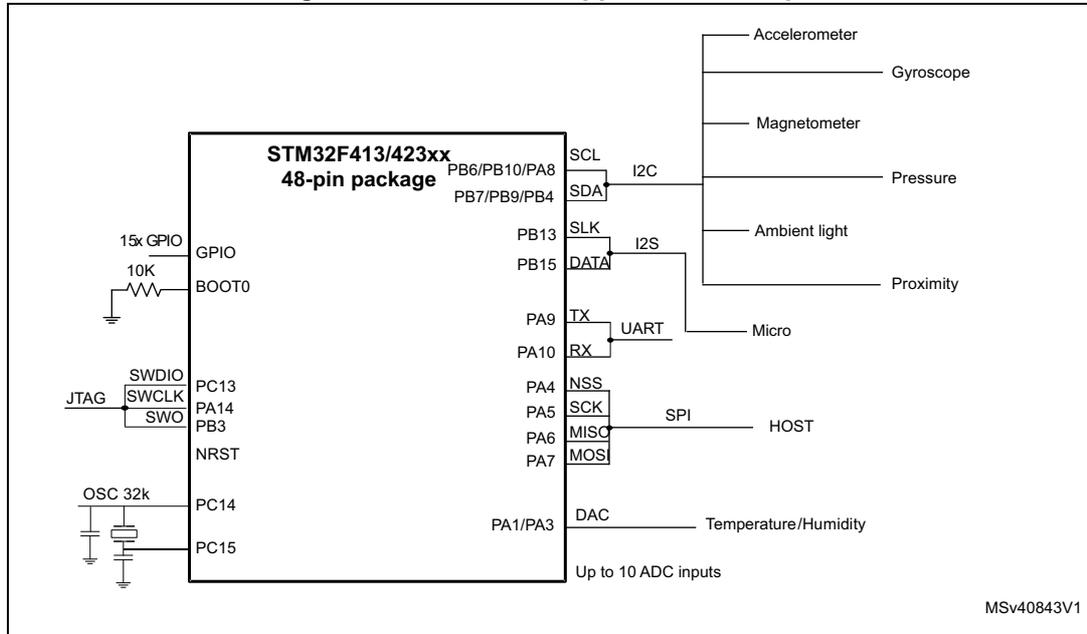 STM32F413/423xx
48-pin package
15x GPIO
GPIO
10K
BOOT0
SWDIO
PC13
JTAG
SWCLK
PA14
SWO
PB3
NRST
OSC 32k
PC14
PC15
PB6/PB10/PA8
SCL
PB7/PB9/PB4
SDA
I2C
PB13
SLK
PB15
DATA
I2S
PA9
TX
PA10
RX
UART
PA4
NSS
PA5
SCK
PA6
MISO
PA7
MOSI
SPI
HOST
PA1/PA3
DAC
Temperature/Humidity
Up to 10 ADC inputs
Accelerometer
Gyroscope
Magnetometer
Pressure
Ambient light
Proximity
Micro
MSv40843V1